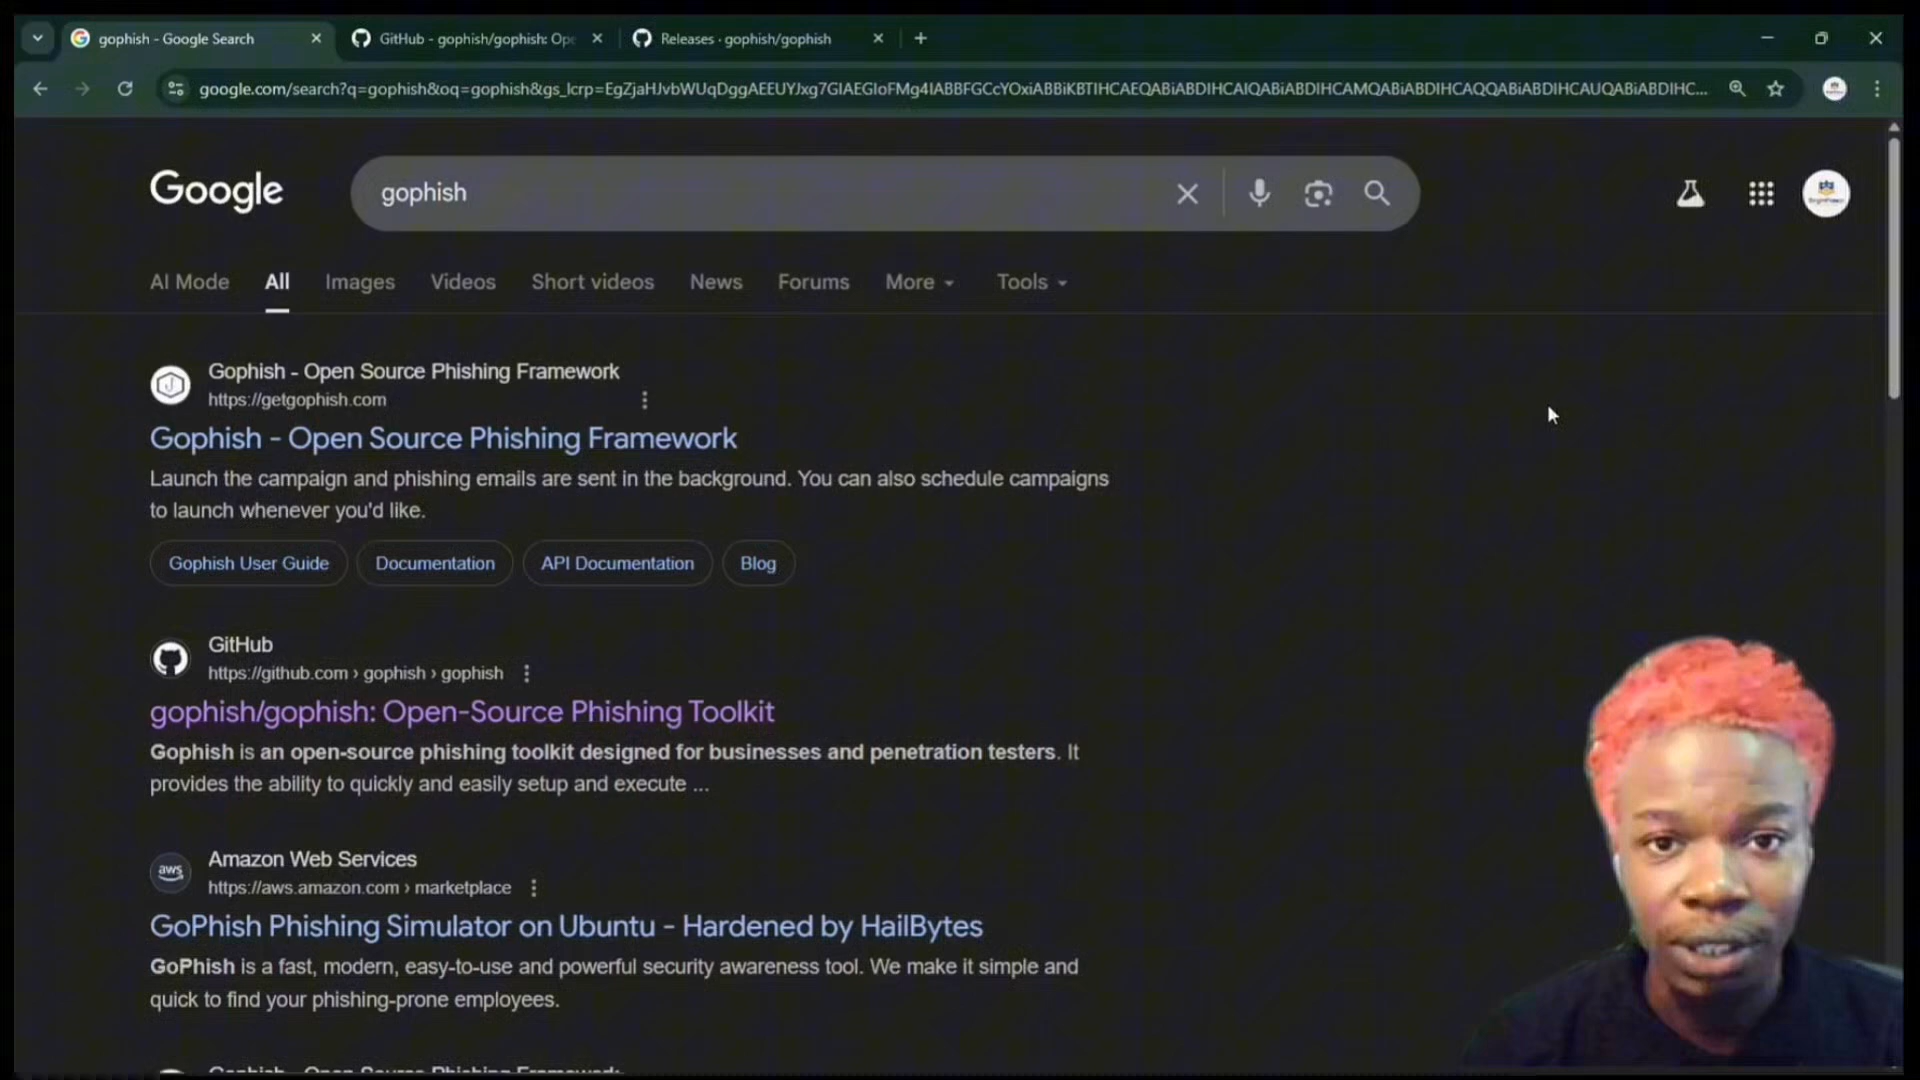 gophish - Google Search
GitHub - gophish/gophish: Ope
Releases · gophish/gophish
google.com/search?q=gophish&oq=gophish&gs_lcrp=
Google
gophish
AI Mode
All
Images
Videos
Short videos
News
Forums
More
Tools
Gophish - Open Source Phishing Framework
https://getgophish.com
Gophish - Open Source Phishing Framework
Launch the campaign and phishing emails are sent in the background. You can also schedule campaigns
to launch whenever you'd like.
Gophish User Guide
Documentation
API Documentation
Blog
GitHub
https://github.com › gophish › gophish
gophish/gophish: Open-Source Phishing Toolkit
Gophish is an open-source phishing toolkit designed for businesses and penetration testers. It
provides the ability to quickly and easily setup and execute ...
aws
Amazon Web Services
https://aws.amazon.com › marketplace
GoPhish Phishing Simulator on Ubuntu - Hardened by HailBytes
GoPhish is a fast, modern, easy-to-use and powerful security awareness tool. We make it simple and
quick to find your phishing-prone employees.
Gophish - Open Source Phishing Framework